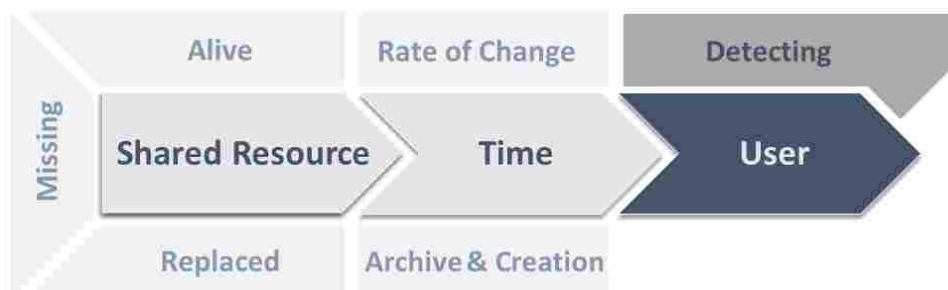 Alive
Rate of Change
Detecting
Missing
Shared Resource
Time
User
Replaced
Archive & Creation